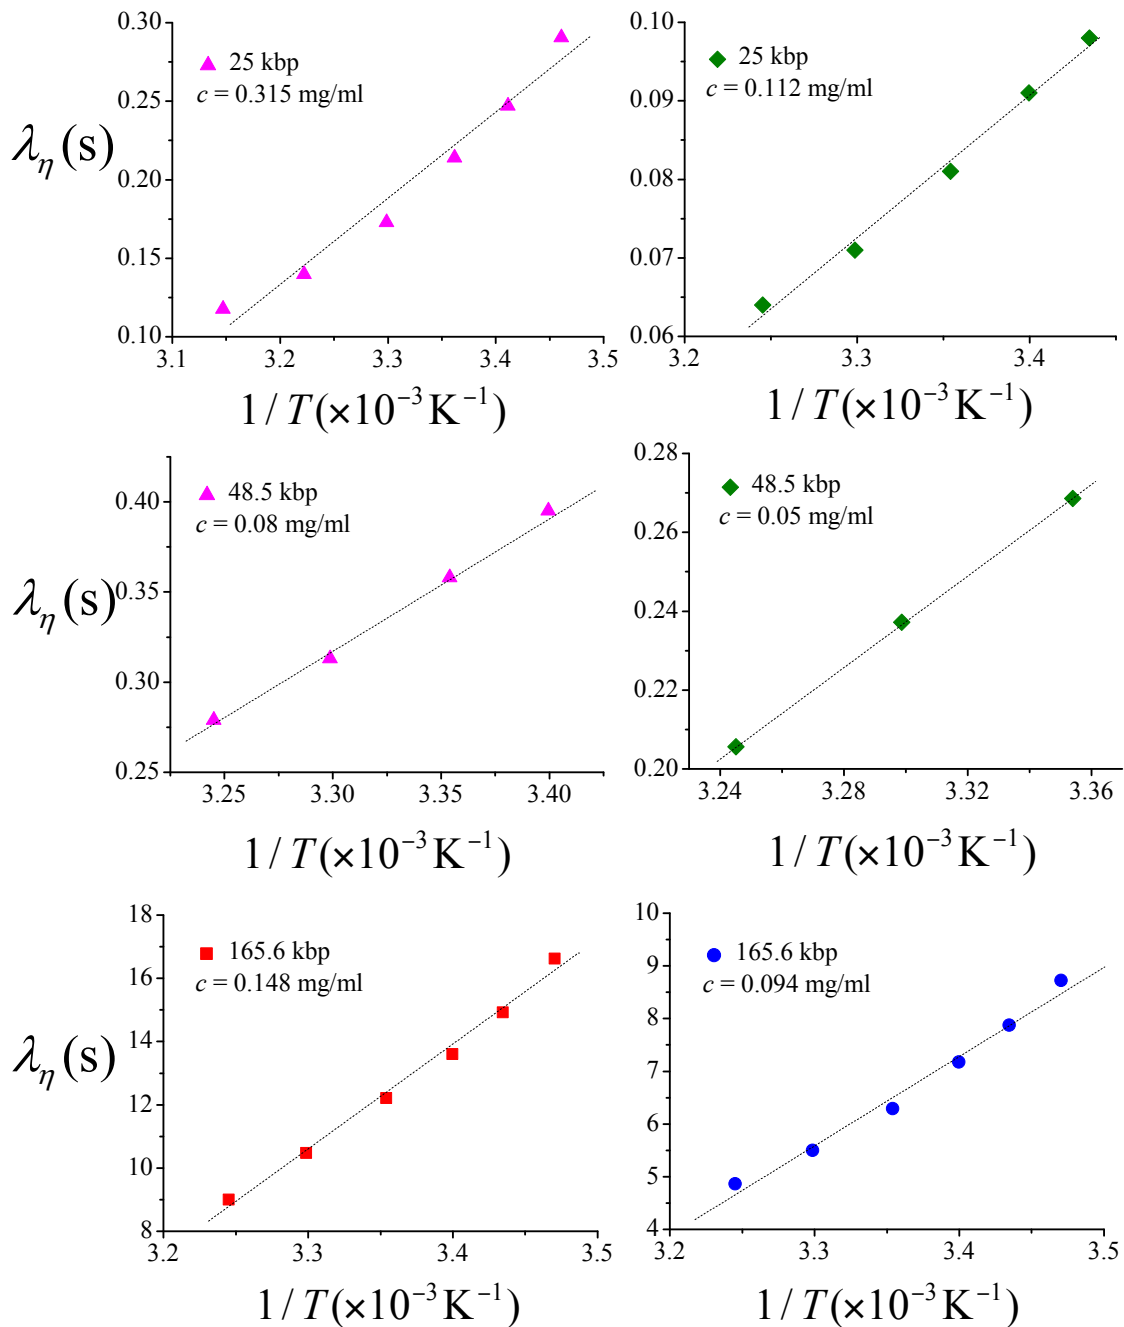 25 kbp
c = 0.315 mg/ml
λη(s)
0.30
0.25
0.20
0.15
0.10
3.1 3.2 3.3 3.4 3.5
1 / T(×10⁻³ K⁻¹)
25 kbp
c = 0.112 mg/ml
0.10
0.09
0.08
0.07
0.06
3.2 3.3 3.4
1 / T(×10⁻³ K⁻¹)
48.5 kbp
c = 0.08 mg/ml
λη(s)
0.40
0.35
0.30
0.25
3.25 3.30 3.35 3.40
1 / T(×10⁻³ K⁻¹)
48.5 kbp
c = 0.05 mg/ml
0.28
0.26
0.24
0.22
0.20
3.24 3.28 3.32 3.36
1 / T(×10⁻³ K⁻¹)
165.6 kbp
c = 0.148 mg/ml
λη(s)
18
16
14
12
10
8
3.2 3.3 3.4 3.5
1 / T(×10⁻³ K⁻¹)
165.6 kbp
c = 0.094 mg/ml
10
9
8
7
6
5
4
3.2 3.3 3.4 3.5
1 / T(×10⁻³ K⁻¹)